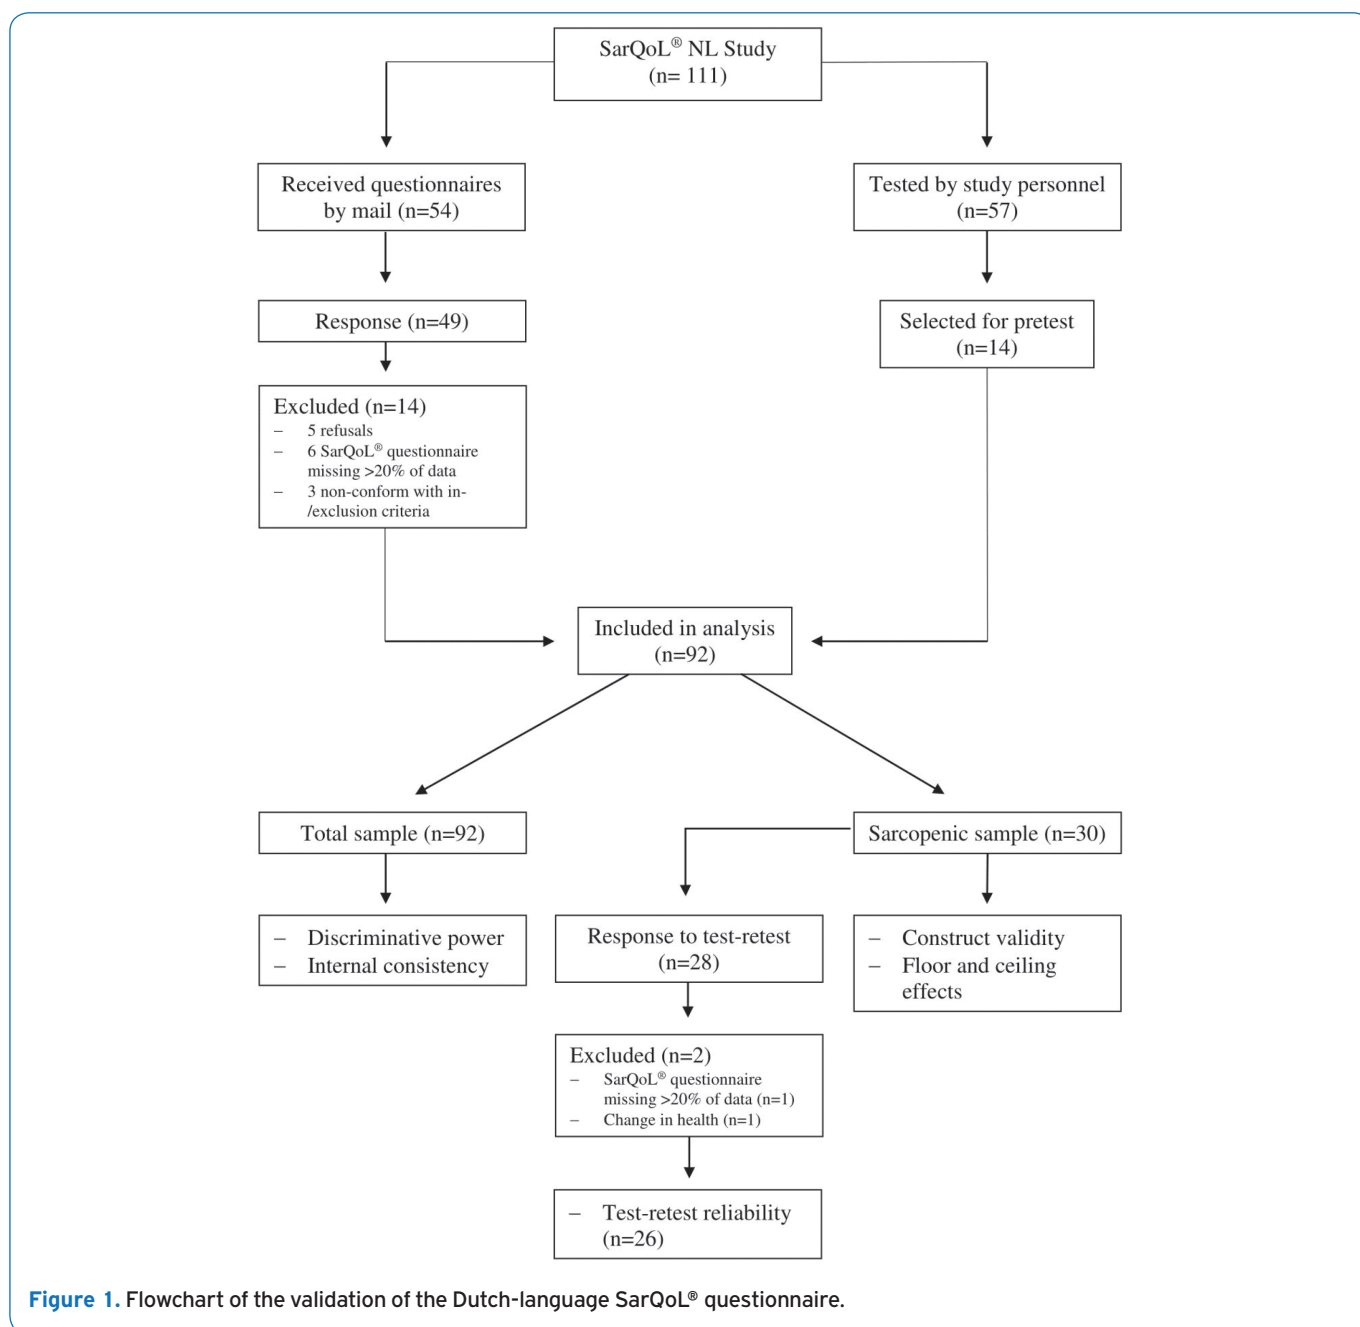 SarQoL® NL Study
(n= 111)
Received questionnaires
by mail (n=54)
Tested by study personnel
(n=57)
Response (n=49)
Selected for pretest
(n=14)
Excluded (n=14)
– 5 refusals
– 6 SarQoL® questionnaire
missing >20% of data
– 3 non-conform with in-
/exclusion criteria
Included in analysis
(n=92)
Total sample (n=92)
Sarcopenic sample (n=30)
– Discriminative power
– Internal consistency
Response to test-retest
(n=28)
– Construct validity
– Floor and ceiling
effects
Excluded (n=2)
– SarQoL® questionnaire
missing >20% of data (n=1)
– Change in health (n=1)
– Test-retest reliability
(n=26)
Figure 1. Flowchart of the validation of the Dutch-language SarQoL® questionnaire.